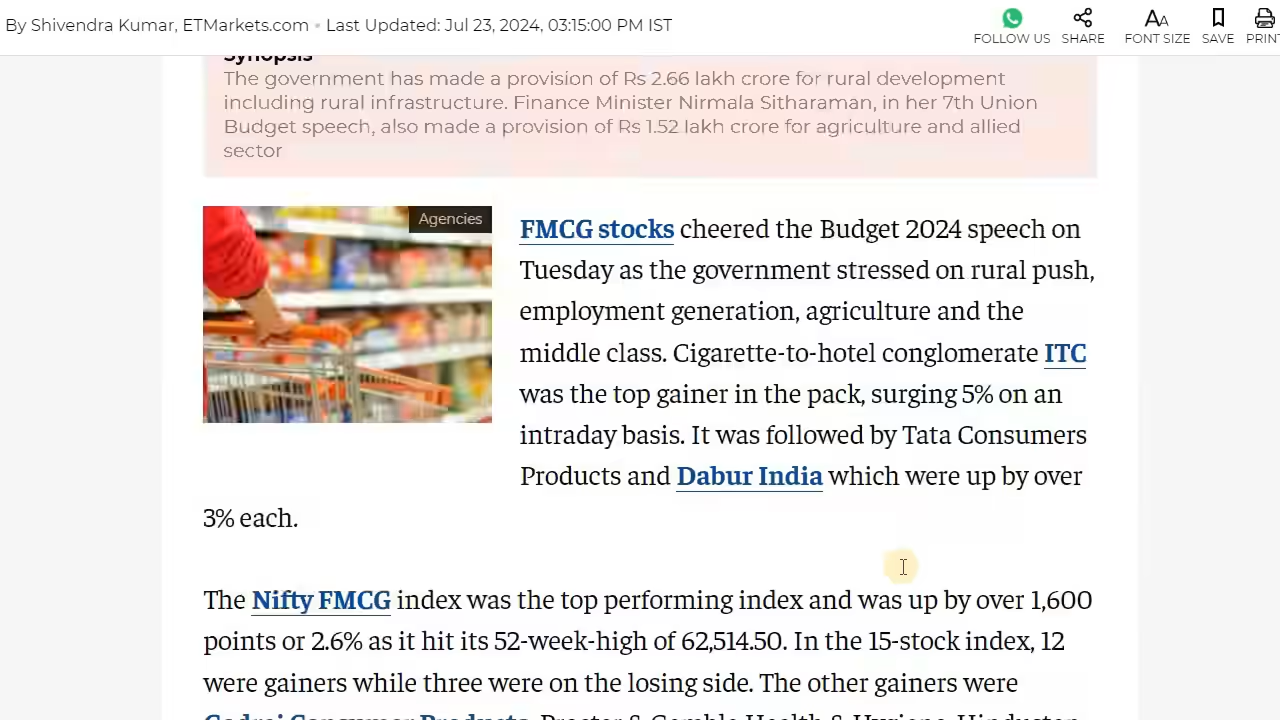 By Shivendra Kumar, ETMarkets.com • Last Updated: Jul 23, 2024, 03:15:00 PM IST
FOLLOW US
SHARE
FONT SIZE
SAVE
PRINT
Synopsis
The government has made a provision of Rs 2.66 lakh crore for rural development
including rural infrastructure. Finance Minister Nirmala Sitharaman, in her 7th Union
Budget speech, also made a provision of Rs 1.52 lakh crore for agriculture and allied
sector
Agencies
FMCG stocks cheered the Budget 2024 speech on
Tuesday as the government stressed on rural push,
employment generation, agriculture and the
middle class. Cigarette-to-hotel conglomerate ITC
was the top gainer in the pack, surging 5% on an
intraday basis. It was followed by Tata Consumers
Products and Dabur India which were up by over
3% each.
The Nifty FMCG index was the top performing index and was up by over 1,600
points or 2.6% as it hit its 52-week-high of 62,514.50. In the 15-stock index, 12
were gainers while three were on the losing side. The other gainers were
Godrej Consumer Products, Procter & Gamble Health & Hygiene, Hindustan